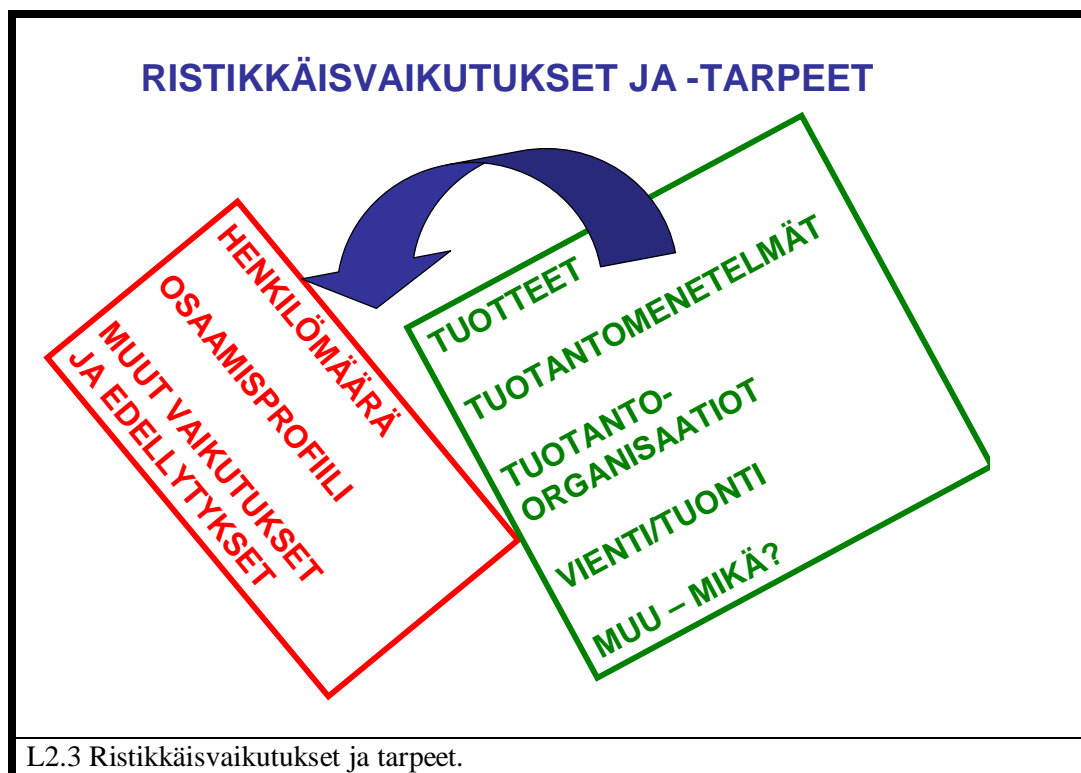 RISTIKKÄISVAIKUTUKSET JA -TARPEET
HENKILÖMÄÄRÄ
OSAAMISPROFIILI
MUUT VAIKUTUKSET
JA EDELLYTYKSET
TUOTTEET
TUOTANTOMENETELMÄT
TUOTANTO-
ORGANISAATIOT
VIENTI/TUONTI
MUU – MIKÄ?
L2.3 Ristikkäisvaikutukset ja tarpeet.